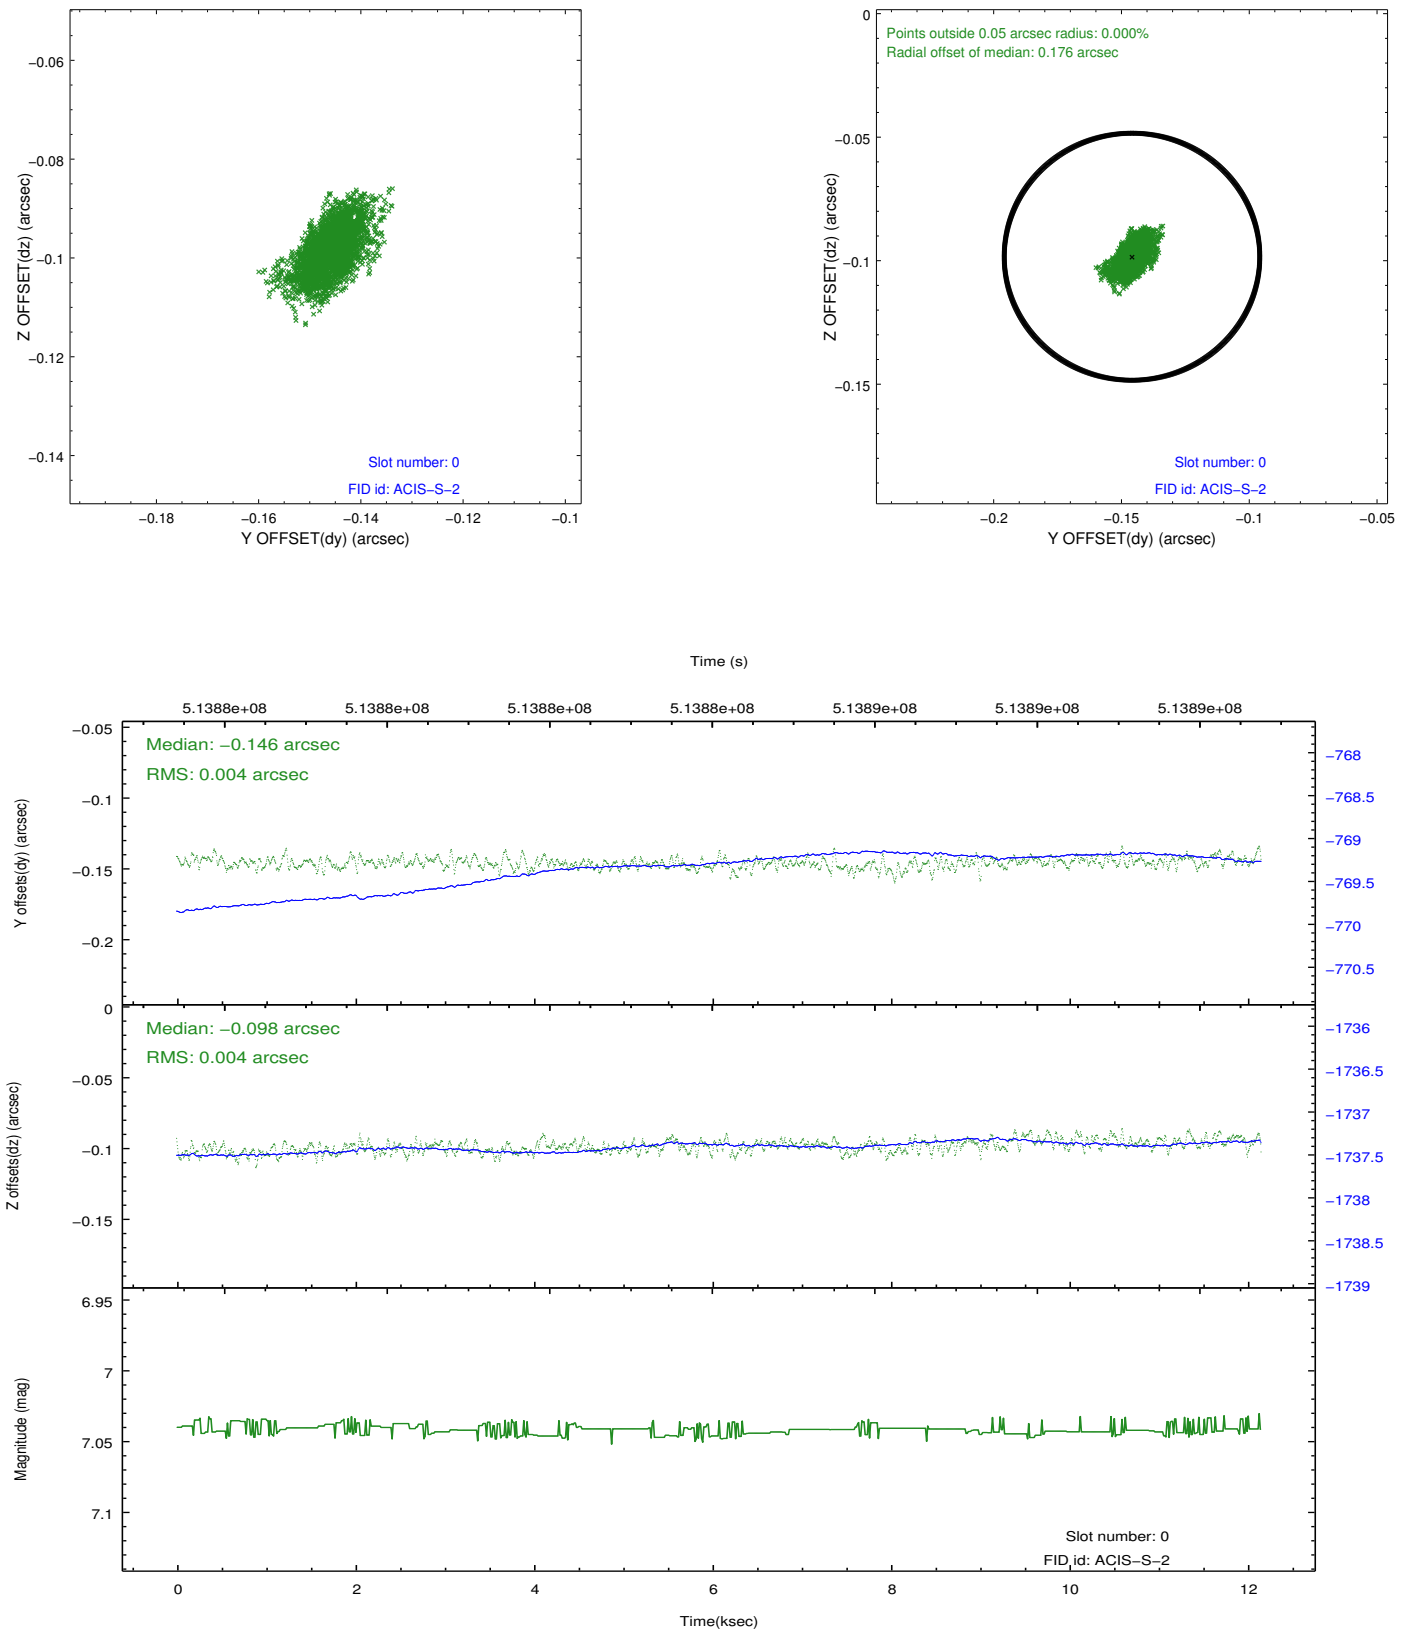 −0.06
−0.08
−0.1
−0.12
−0.14
Z OFFSET(dz) (arcsec)
Slot number: 0
FID id: ACIS−S−2
−0.18 −0.16 −0.14 −0.12 −0.1
Y OFFSET(dy) (arcsec)
Points outside 0.05 arcsec radius: 0.000%
Radial offset of median: 0.176 arcsec
0
−0.05
−0.1
−0.15
Z OFFSET(dz) (arcsec)
Slot number: 0
FID id: ACIS−S−2
−0.2 −0.15 −0.1 −0.05
Y OFFSET(dy) (arcsec)
Time (s)
5.1388e+08 5.1388e+08 5.1388e+08 5.1388e+08 5.1389e+08 5.1389e+08 5.1389e+08
Median: −0.146 arcsec
RMS: 0.004 arcsec
−0.05
−0.1
−0.15
−0.2
Y offsets(dy) (arcsec)
−768
−768.5
−769
−769.5
−770
−770.5
Median: −0.098 arcsec
RMS: 0.004 arcsec
0
−0.05
−0.1
−0.15
Z offsets(dz) (arcsec)
−1736
−1736.5
−1737
−1737.5
−1738
−1738.5
−1739
6.95
7
7.05
7.1
Magnitude (mag)
Slot number: 0
FID id: ACIS−S−2
0 2 4 6 8 10 12
Time(ksec)